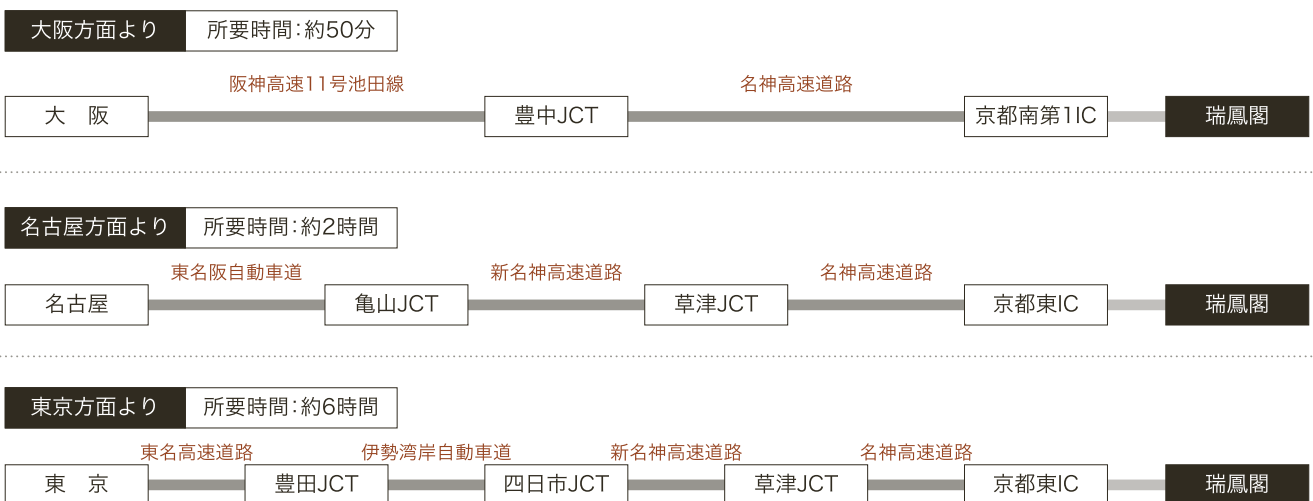 大阪方面より 所要時間：約50分
阪神高速11号池田線 名神高速道路
大　阪 豊中JCT 京都南第1IC 瑞鳳閣
名古屋方面より 所要時間：約2時間
東名阪自動車道 新名神高速道路 名神高速道路
名古屋 亀山JCT 草津JCT 京都東IC 瑞鳳閣
東京方面より 所要時間：約6時間
東名高速道路 伊勢湾岸自動車道 新名神高速道路 名神高速道路
東　京 豊田JCT 四日市JCT 草津JCT 京都東IC 瑞鳳閣